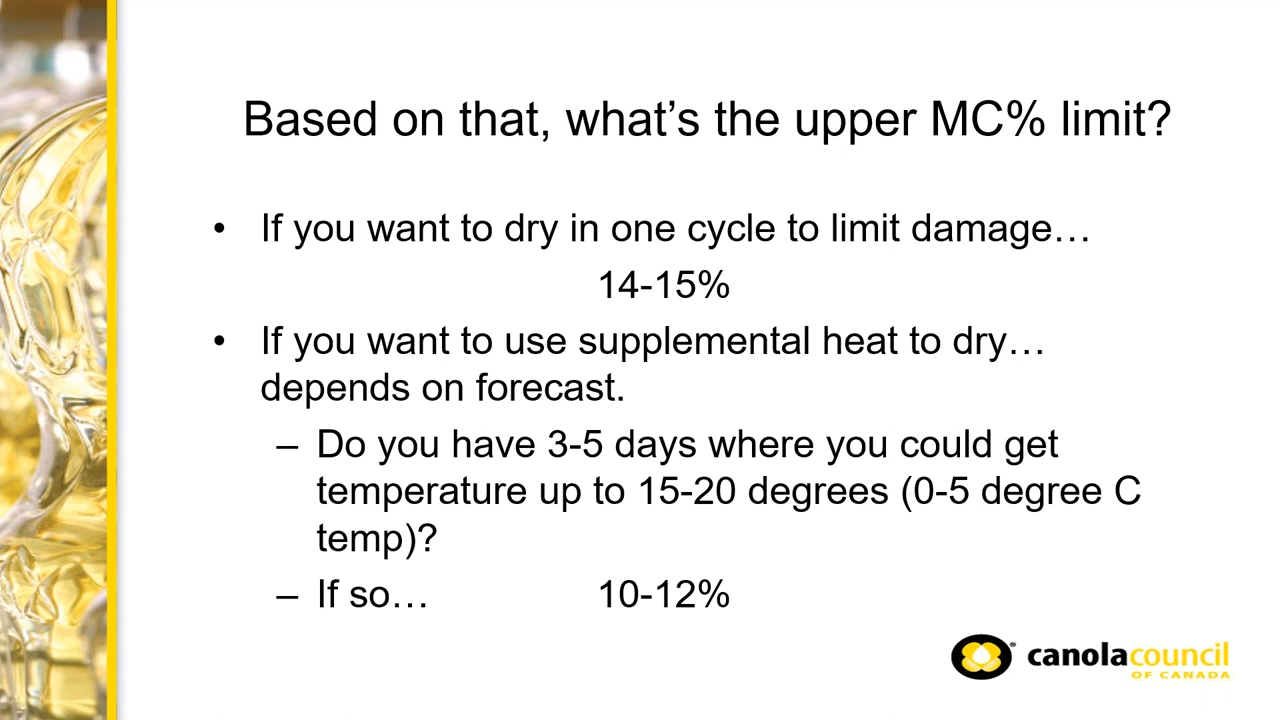 Based on that, what's the upper MC% limit?
• If you want to dry in one cycle to limit damage…
14-15%
• If you want to use supplemental heat to dry…
depends on forecast.
– Do you have 3-5 days where you could get
temperature up to 15-20 degrees (0-5 degree C
temp)?
– If so… 10-12%
canolacouncil
OF CANADA